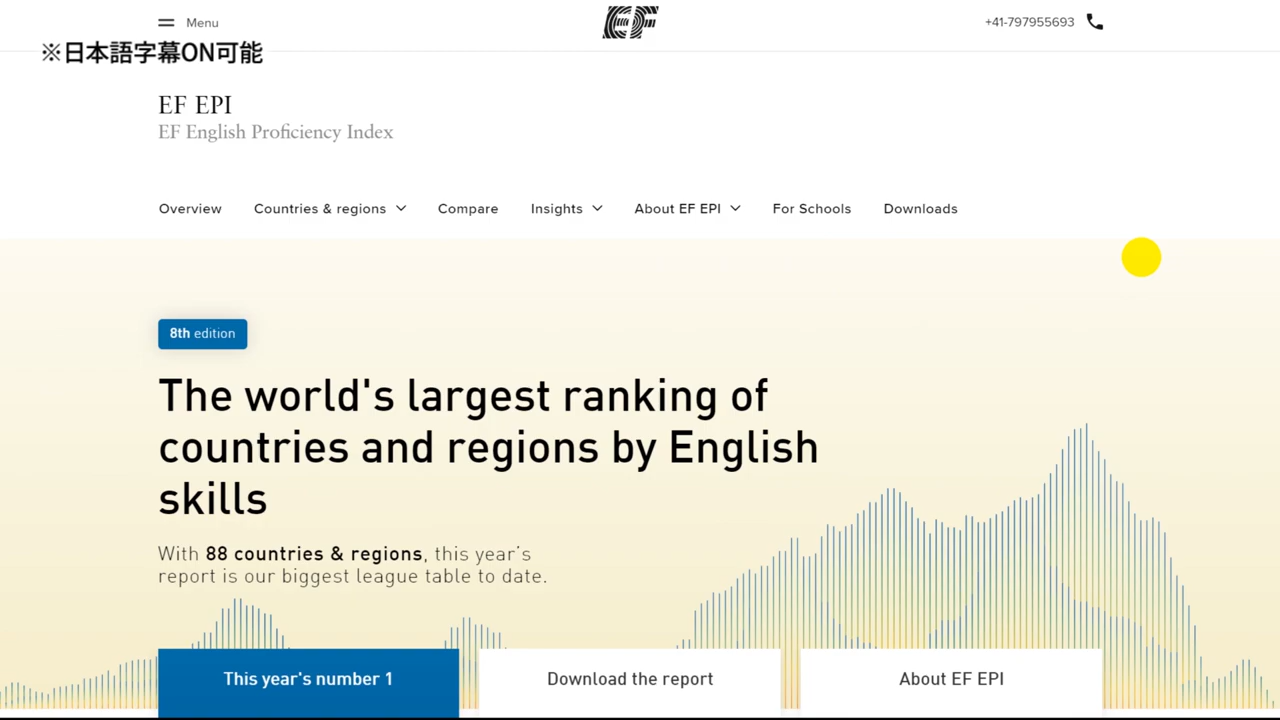 Menu
EF
+41-797955693
※日本語字幕ON可能
EF EPI
EF English Proficiency Index
Overview
Countries & regions
Compare
Insights
About EF EPI
For Schools
Downloads
8th edition
The world's largest ranking of
countries and regions by English
skills
With 88 countries & regions, this year's
report is our biggest league table to date.
This year's number 1
Download the report
About EF EPI